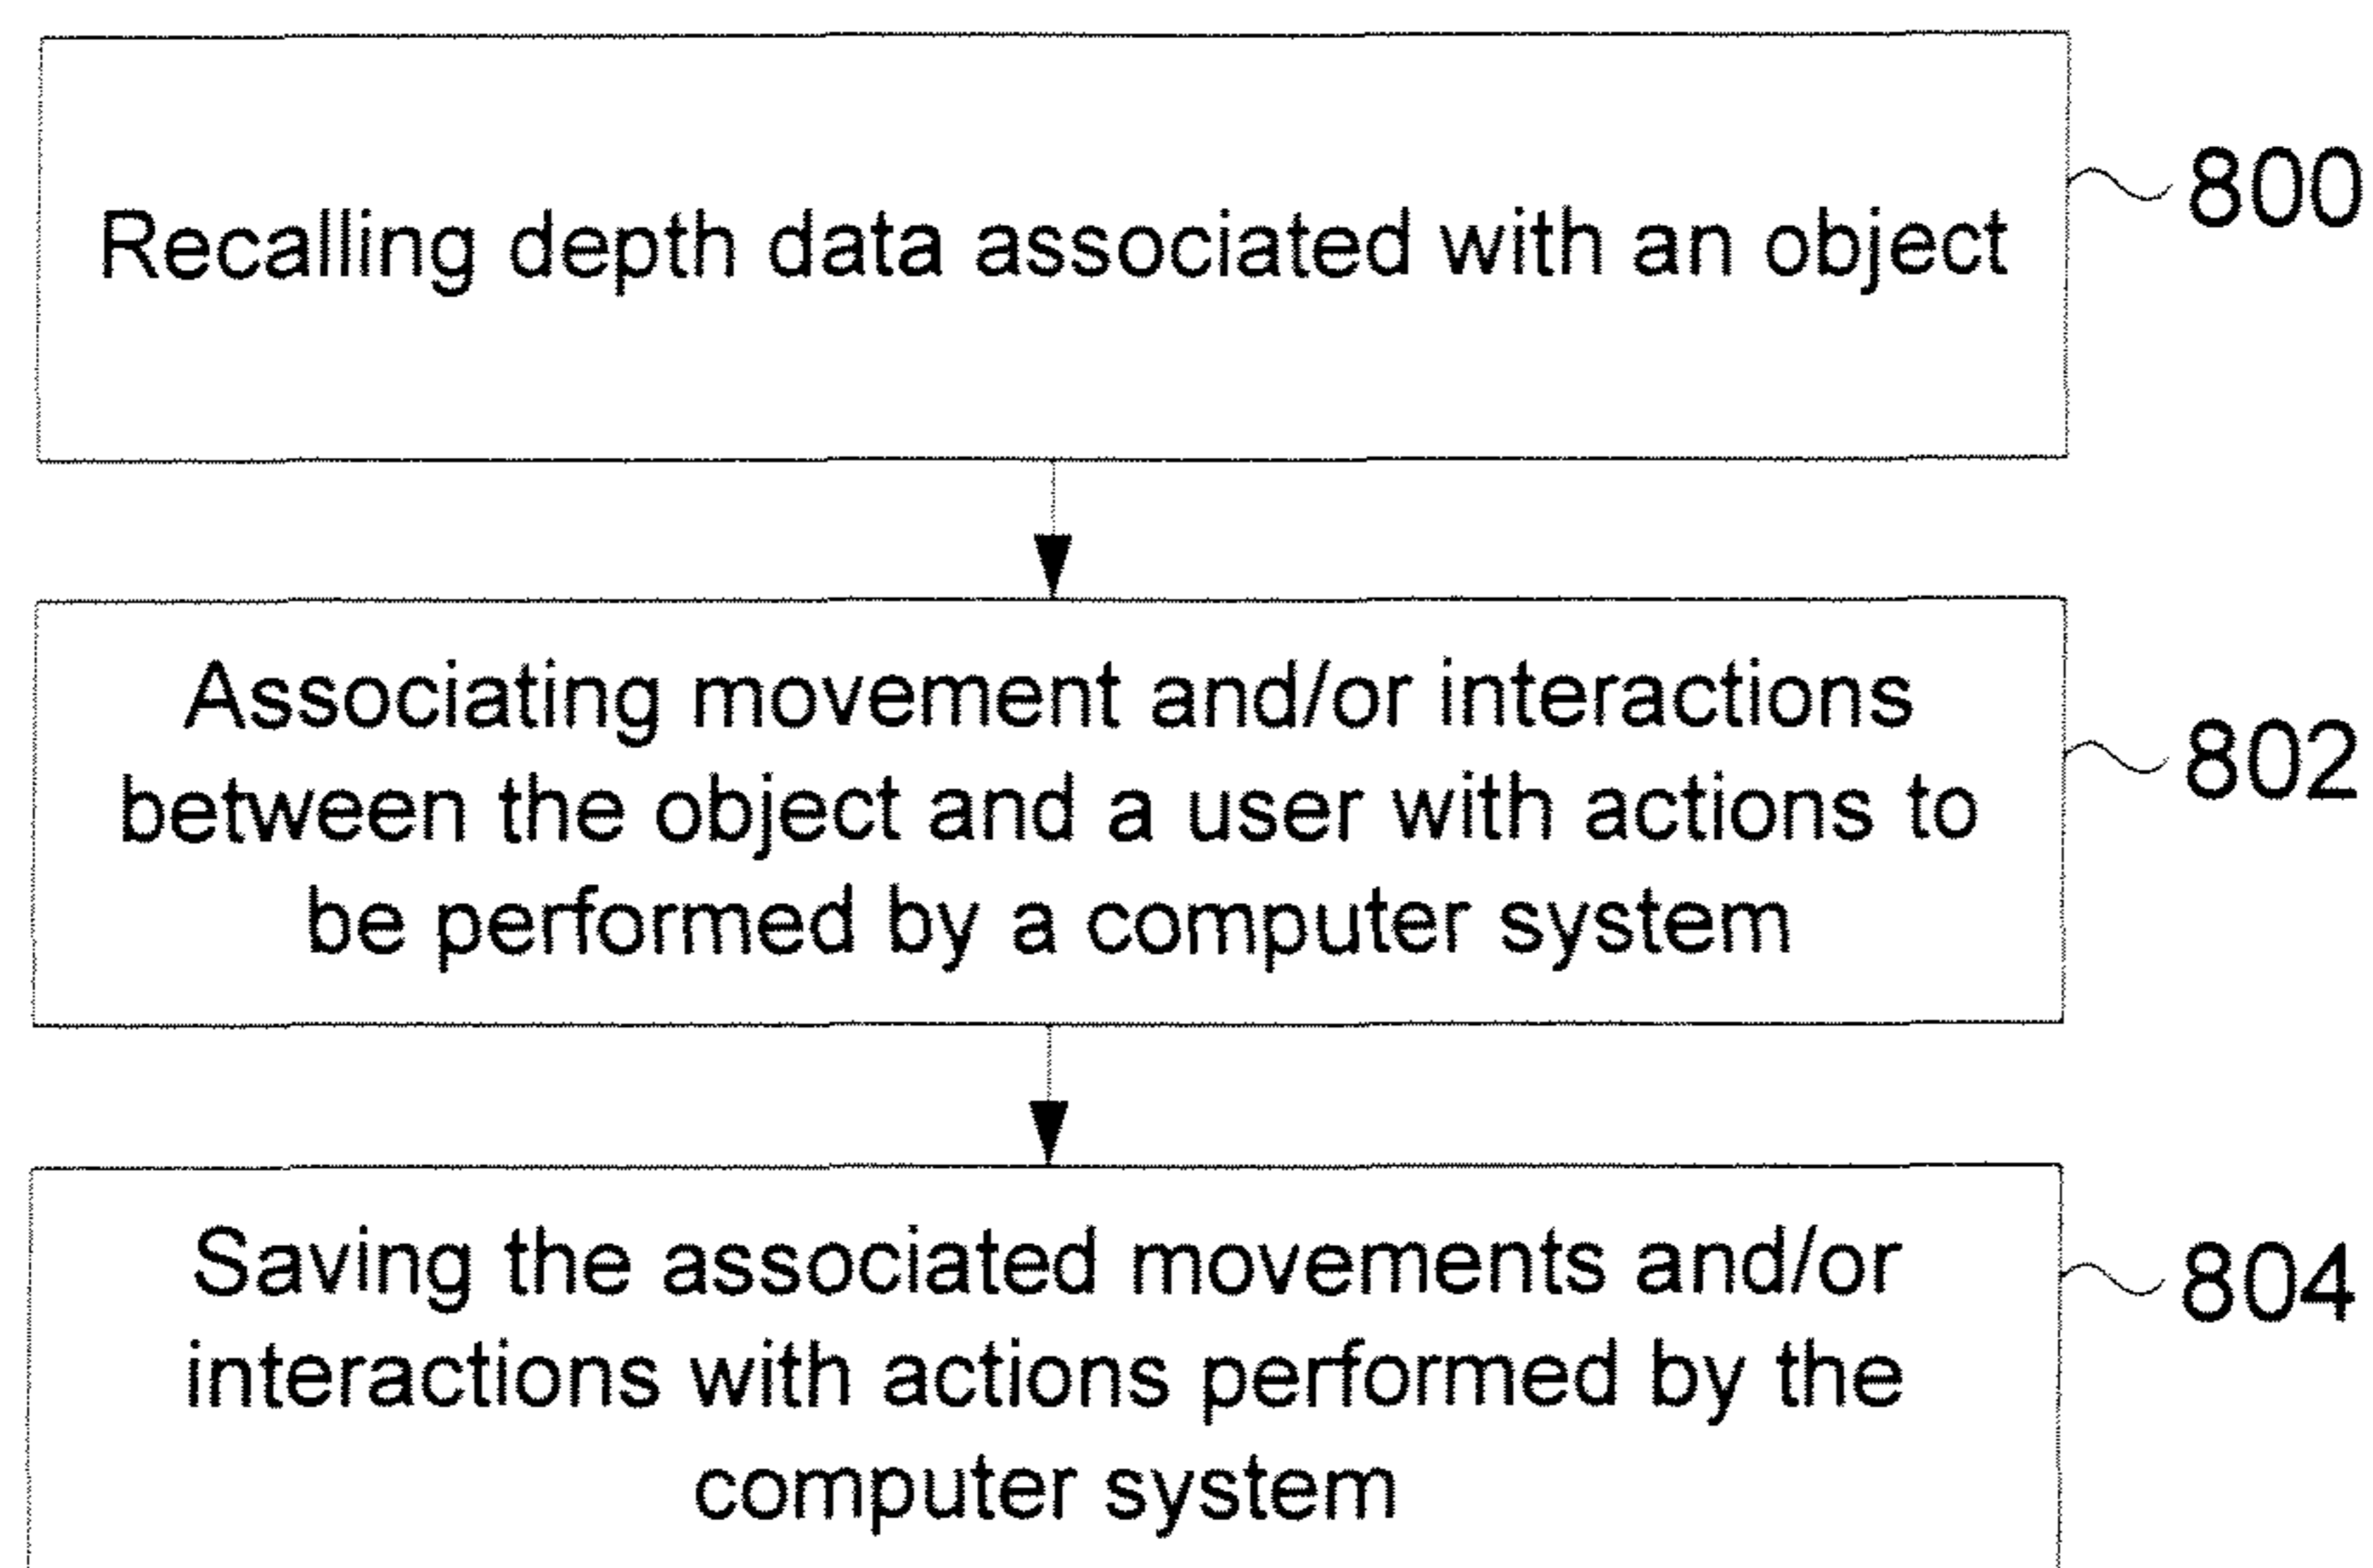 Recalling depth data associated with an object
800
Associating movement and/or interactions
between the object and a user with actions to
be performed by a computer system
802
Saving the associated movements and/or
interactions with actions performed by the
computer system
804